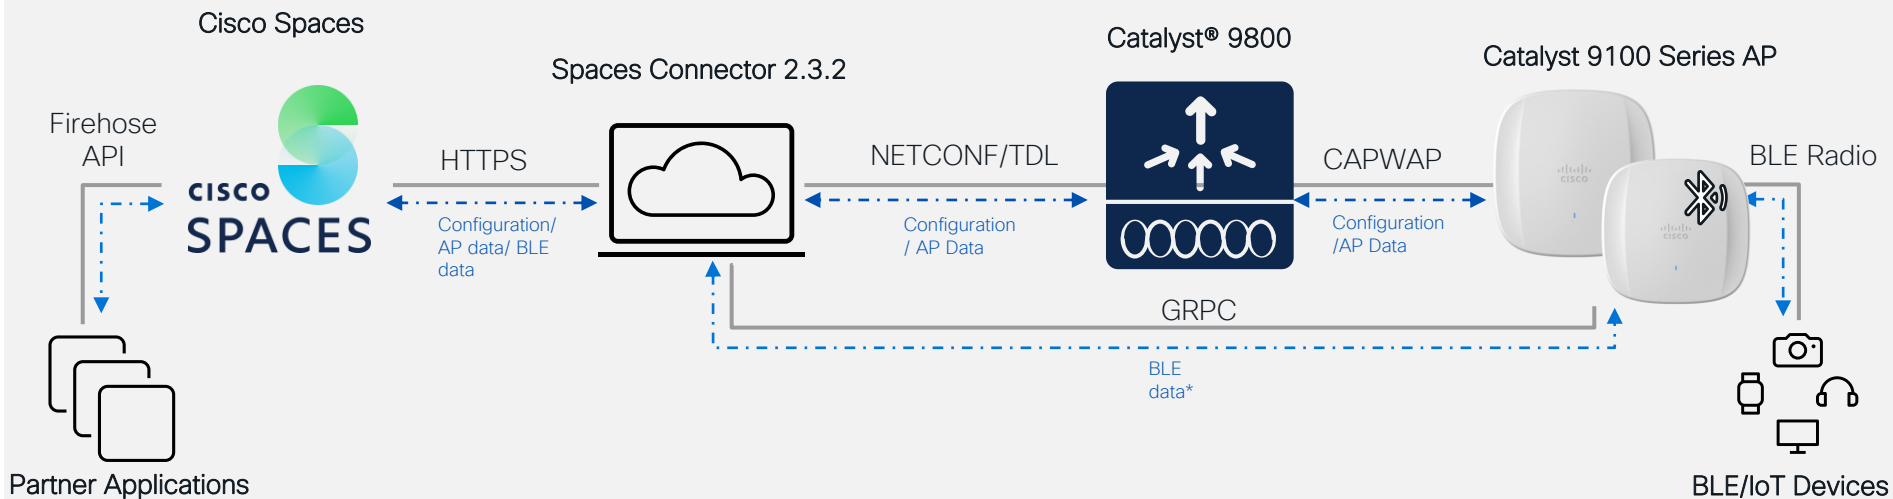 Cisco Spaces
Spaces Connector 2.3.2
Catalyst® 9800
Catalyst 9100 Series AP
Firehose
API
CISCO
SPACES
HTTPS
Configuration/
AP data/ BLE
data
NETCONF/TDL
Configuration
/ AP Data
CAPWAP
Configuration
/AP Data
CISCO
CISCO
BLE Radio
GRPC
BLE
data*
Partner Applications
BLE/IoT Devices